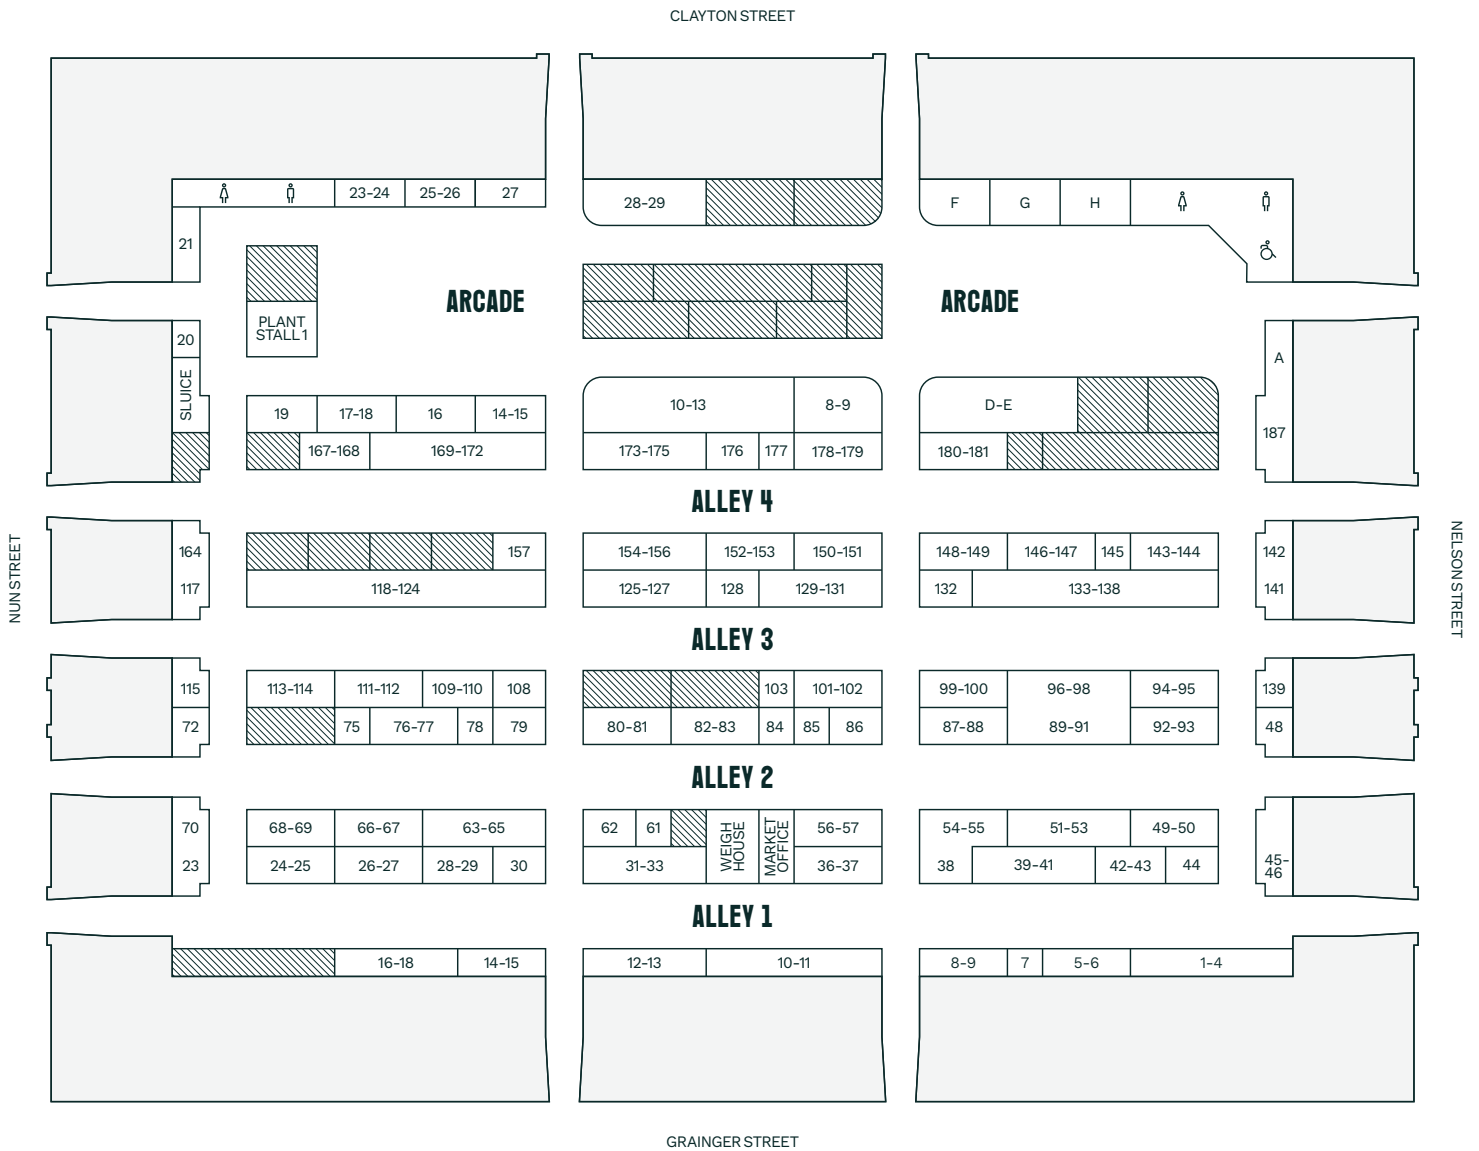 CLAYTON STREET
23-24 25-26 27
28-29
F G H
21
ARCADE
ARCADE
PLANT
STALL 1
20
SLUICE
A
187
19 17-18 16 14-15
10-13 8-9
D-E
167-168 169-172
173-175 176 177 178-179
180-181
ALLEY 4
NUN STREET
NELSON STREET
164
157
154-156 152-153 150-151
148-149 146-147 145 143-144
142
117
118-124
125-127 128 129-131
132 133-138
141
ALLEY 3
115
113-114 111-112 109-110 108
103 101-102
99-100 96-98 94-95
139
72
75 76-77 78 79
80-81 82-83 84 85 86
87-88 89-91 92-93
48
ALLEY 2
70
68-69 66-67 63-65
62 61
WEIGH
HOUSE
MARKET
OFFICE
56-57
54-55 51-53 49-50
23
24-25 26-27 28-29 30
31-33
36-37
38 39-41 42-43 44
45-
46
ALLEY 1
16-18 14-15
12-13 10-11
8-9 7 5-6 1-4
GRAINGER STREET